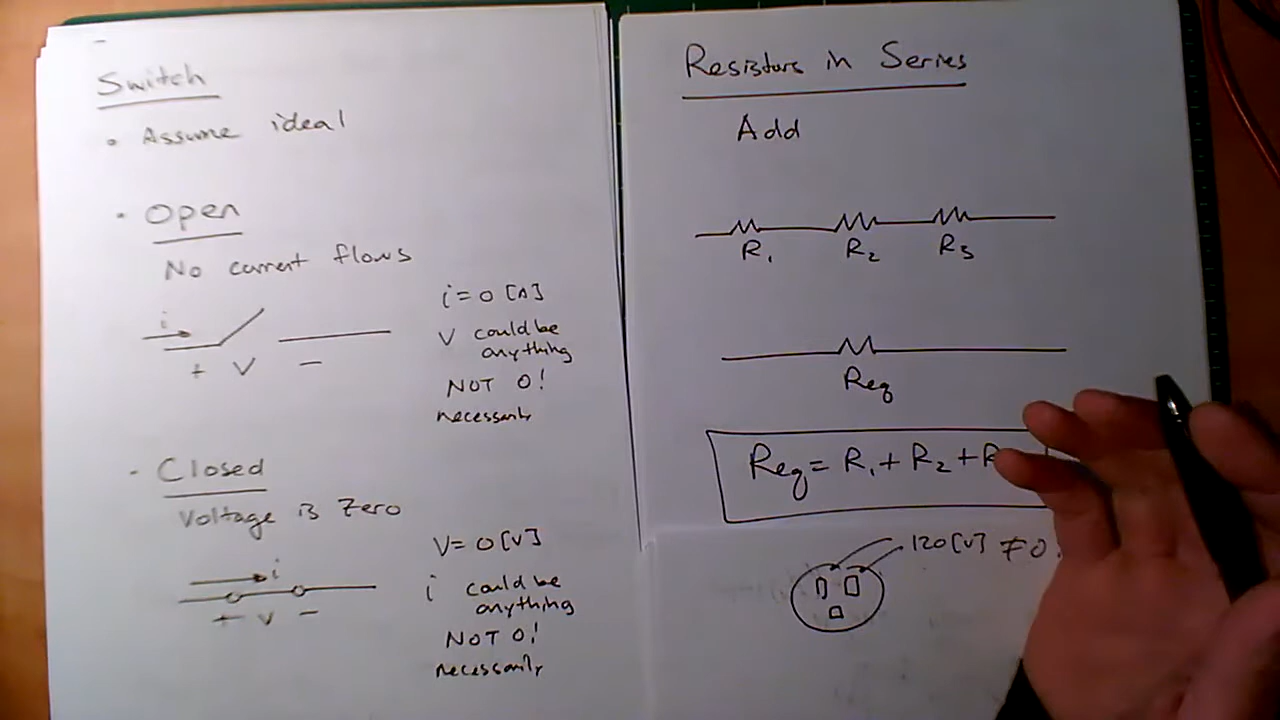 Switch
• Assume ideal
• Open
No current flows
i
+ V −
i = 0 [A]
V could be
anything
NOT 0!
necessarily
- Closed
Voltage is Zero
i
+ V −
V = 0 [V]
i could be
anything
NOT 0!
necessarily
Resistors in Series
Add
R₁ R₂ R₃
Req
Req = R₁ + R₂ +
120[V] ≠ 0